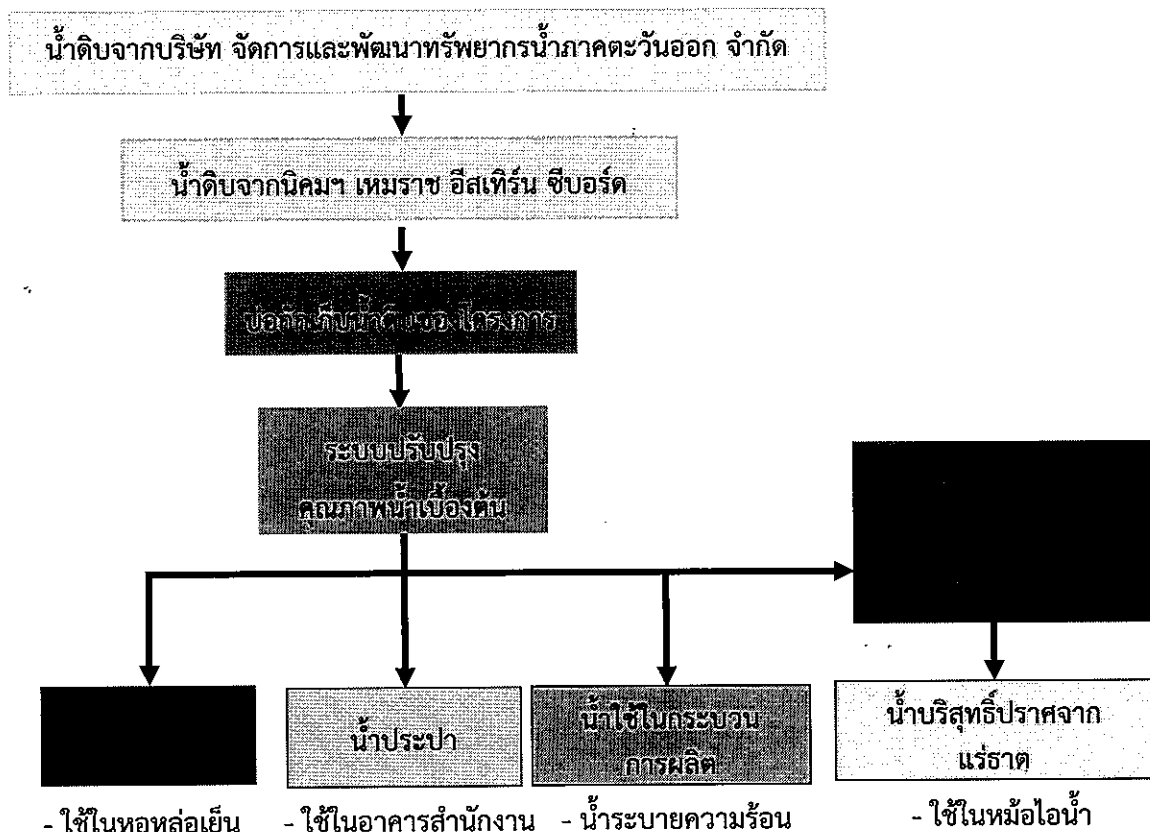 น้ำดิบจากบริษัท จัดการและพัฒนาทรัพยากรน้ำภาคตะวันออก จำกัด
น้ำดิบจากนิคมฯ เหมราช อีสเทิร์น ซีบอร์ด
บ่อกักเก็บน้ำดิบของโครงการ
ระบบปรับปรุง
คุณภาพน้ำเบื้องต้น
น้ำประปา
น้ำใช้ในกระบวน
การผลิต
น้ำบริสุทธิ์ปราศจาก
แร่ธาตุ
- ใช้ในหอหล่อเย็น
- ใช้ในอาคารสำนักงาน
- น้ำระบายความร้อน
- ใช้ในหม้อไอน้ำ